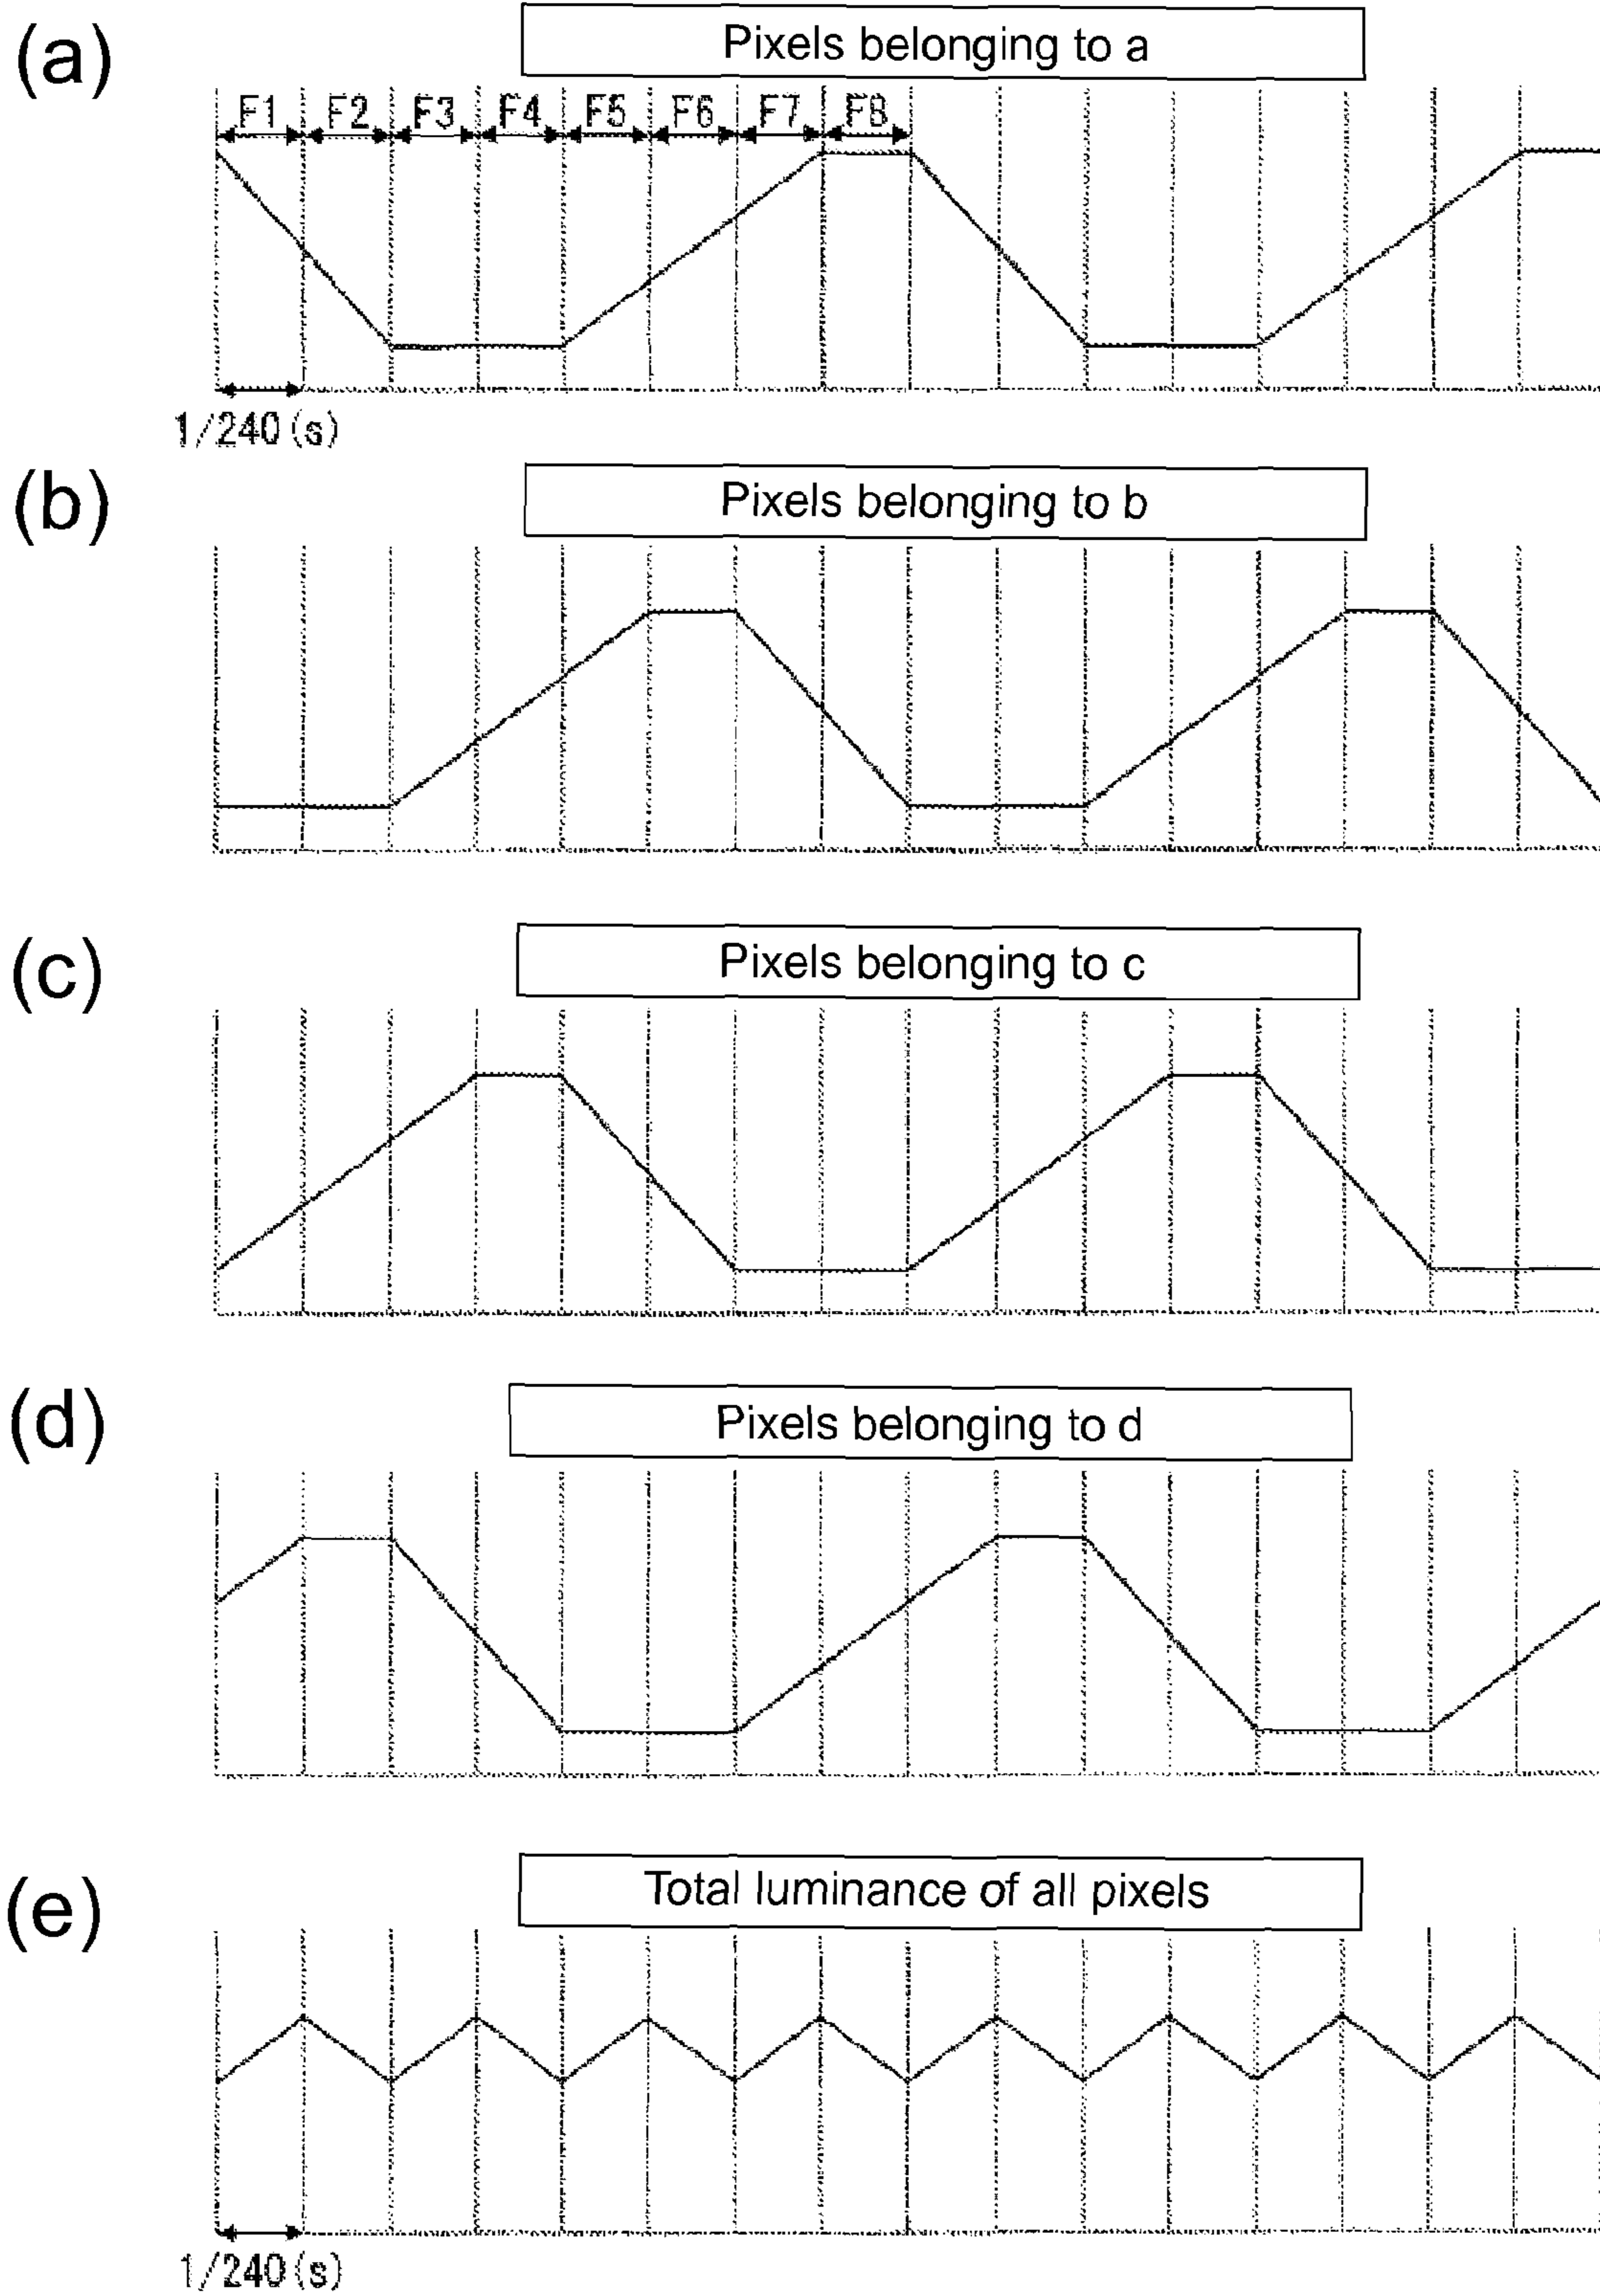 (a)
Pixels belonging to a
F1 F2 F3 F4 F5 F6 F7 F8
1/240(s)
(b)
Pixels belonging to b
(c)
Pixels belonging to c
(d)
Pixels belonging to d
(e)
Total luminance of all pixels
1/240(s)